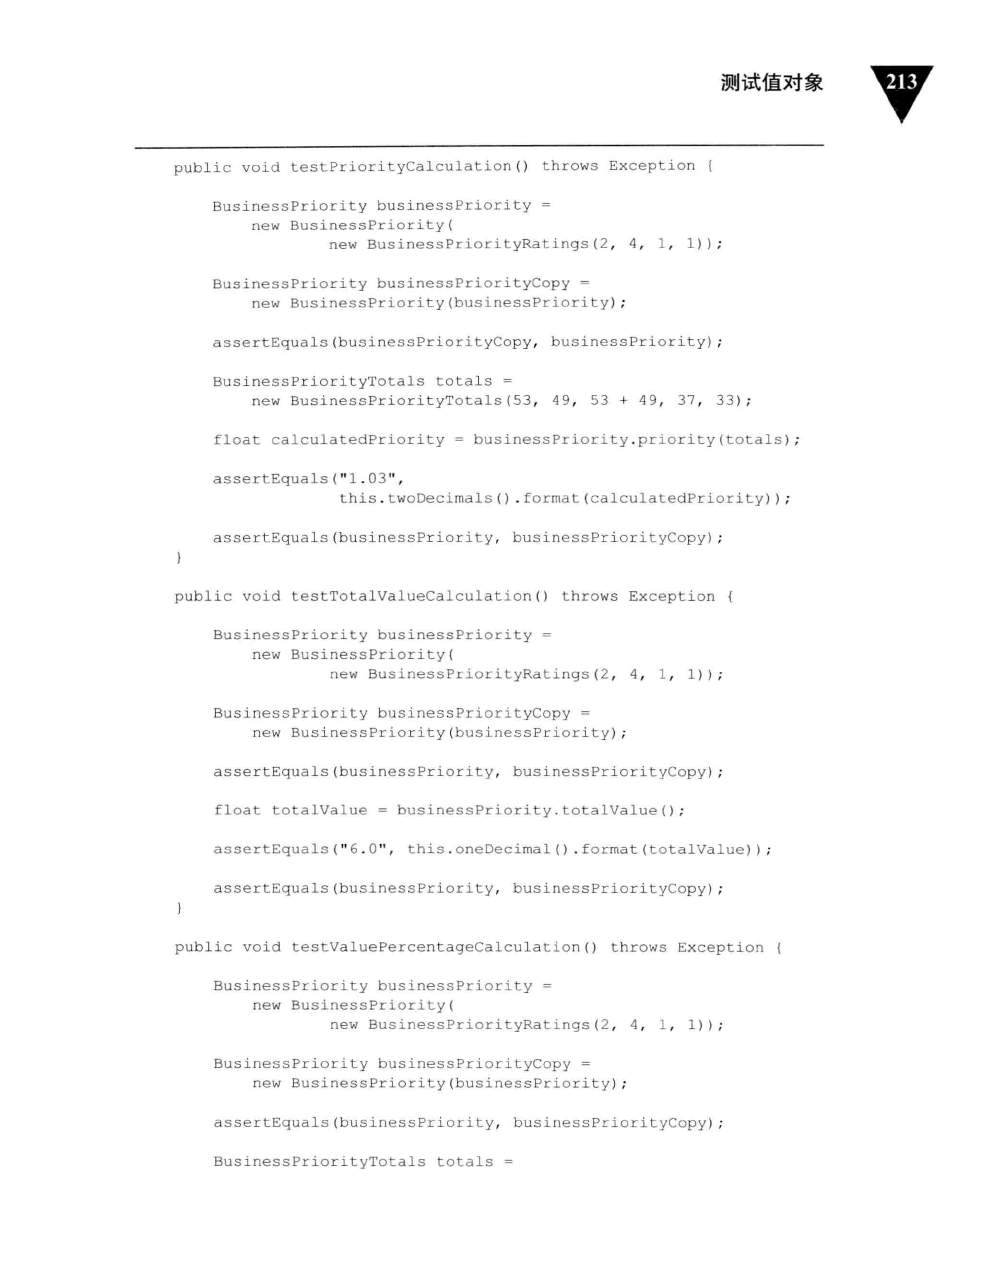 测试值对象
213
public void testPriorityCalculation() throws Exception {
BusinessPriority businessPriority =
new BusinessPriority(
new BusinessPriorityRatings(2, 4, 1, 1));
BusinessPriority businessPriorityCopy =
new BusinessPriority(businessPriority);
assertEquals(businessPriorityCopy, businessPriority);
BusinessPriorityTotals totals =
new BusinessPriorityTotals(53, 49, 53 + 49, 37, 33);
float calculatedPriority = businessPriority.priority(totals);
assertEquals("1.03",
this.twoDecimals().format(calculatedPriority));
assertEquals(businessPriority, businessPriorityCopy);
}
public void testTotalValueCalculation() throws Exception {
BusinessPriority businessPriority =
new BusinessPriority(
new BusinessPriorityRatings(2, 4, 1, 1));
BusinessPriority businessPriorityCopy =
new BusinessPriority(businessPriority);
assertEquals(businessPriority, businessPriorityCopy);
float totalValue = businessPriority.totalValue();
assertEquals("6.0", this.oneDecimal().format(totalValue));
assertEquals(businessPriority, businessPriorityCopy);
}
public void testValuePercentageCalculation() throws Exception {
BusinessPriority businessPriority =
new BusinessPriority(
new BusinessPriorityRatings(2, 4, 1, 1));
BusinessPriority businessPriorityCopy =
new BusinessPriority(businessPriority);
assertEquals(businessPriority, businessPriorityCopy);
BusinessPriorityTotals totals =